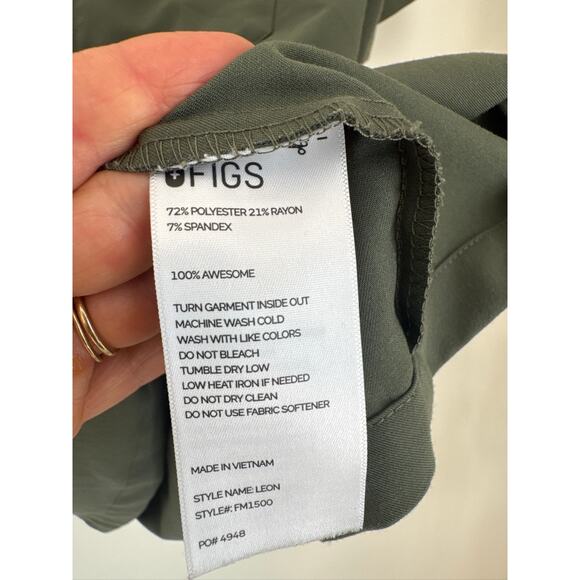 FIGS
72% POLYESTER 21% RAYON
7% SPANDEX
100% AWESOME
TURN GARMENT INSIDE OUT
MACHINE WASH COLD
WASH WITH LIKE COLORS
DO NOT BLEACH
TUMBLE DRY LOW
LOW HEAT IRON IF NEEDED
DO NOT DRY CLEAN
DO NOT USE FABRIC SOFTENER
MADE IN VIETNAM
STYLE NAME: LEON
STYLE#: FM1500
PO# 4948